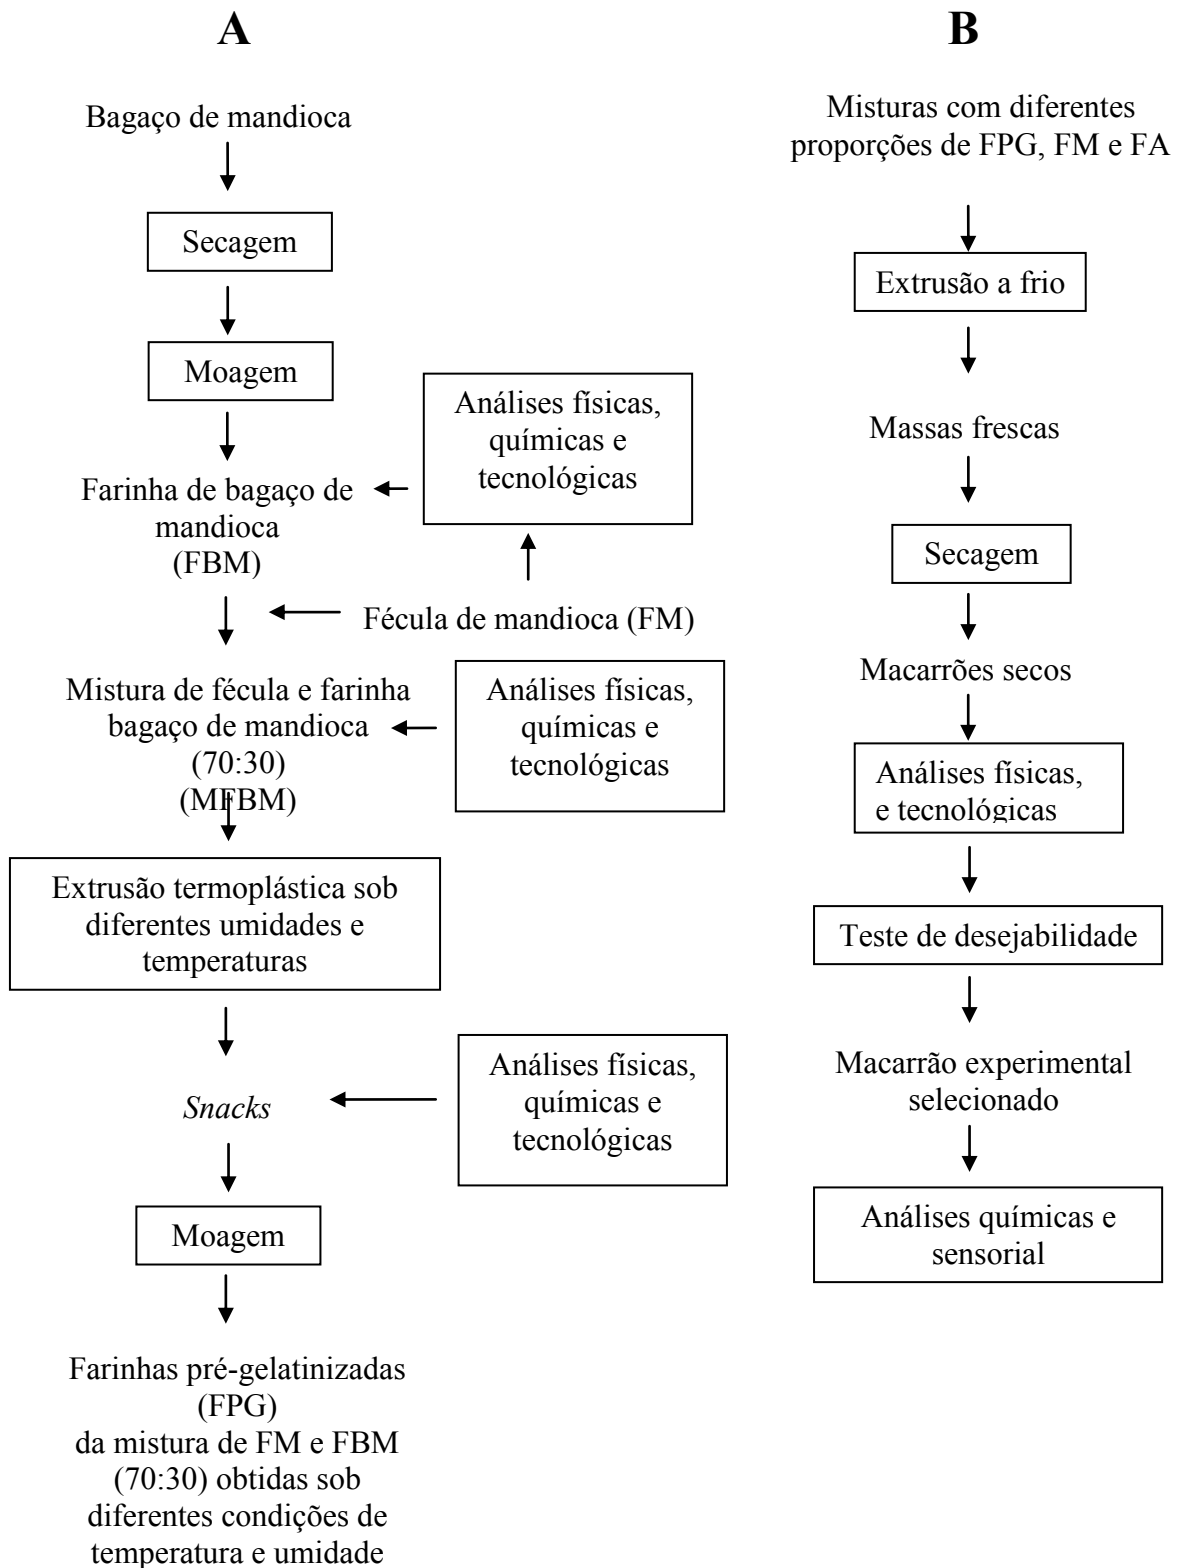 A
Bagaço de mandioca
Secagem
Moagem
Análises físicas,
químicas e
tecnológicas
Farinha de bagaço de
mandioca
(FBM)
Fécula de mandioca (FM)
Mistura de fécula e farinha
bagaço de mandioca
(70:30)
(MFBM)
Análises físicas,
químicas e
tecnológicas
Extrusão termoplástica sob
diferentes umidades e
temperaturas
Snacks
Análises físicas,
químicas e
tecnológicas
Moagem
Farinhas pré-gelatinizadas
(FPG)
da mistura de FM e FBM
(70:30) obtidas sob
diferentes condições de
temperatura e umidade
B
Misturas com diferentes
proporções de FPG, FM e FA
Extrusão a frio
Massas frescas
Secagem
Macarrões secos
Análises físicas,
e tecnológicas
Teste de desejabilidade
Macarrão experimental
selecionado
Análises químicas e
sensorial